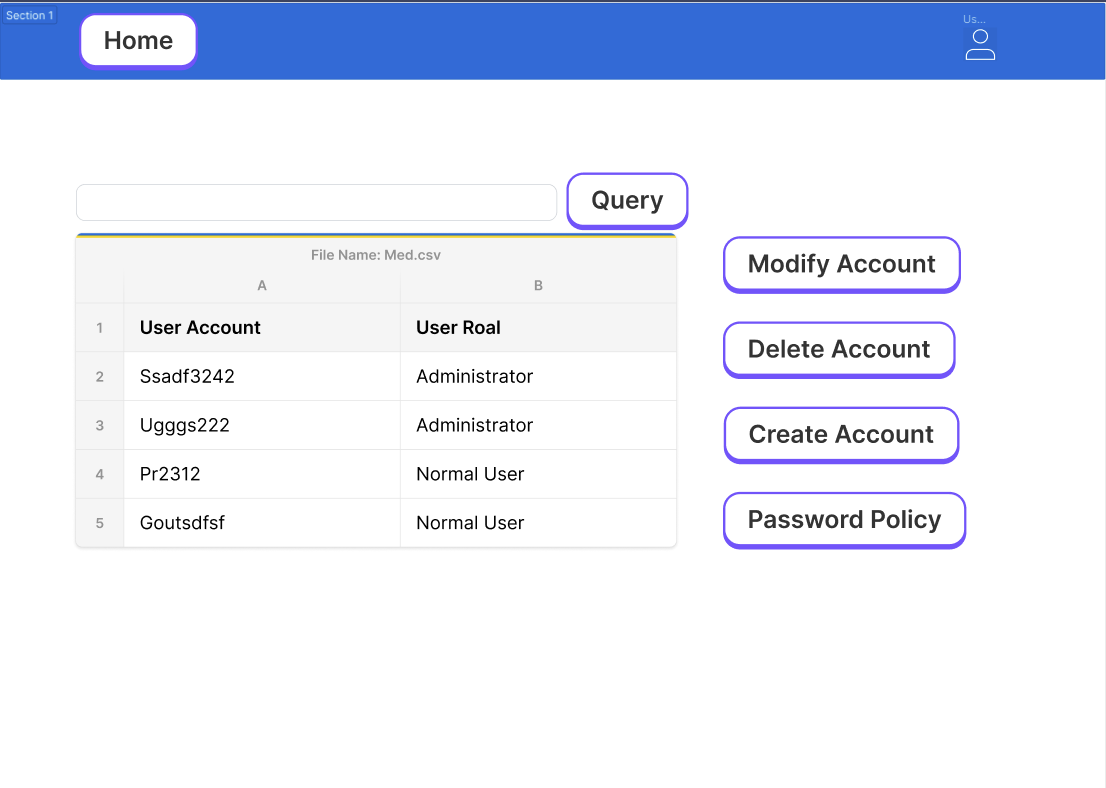 Section 1
Home
Us...
Query
File Name: Med.csv
A B
1 User Account User Roal
2 Ssadf3242 Administrator
3 Ugggs222 Administrator
4 Pr2312 Normal User
5 Goutsdfsf Normal User
Modify Account
Delete Account
Create Account
Password Policy